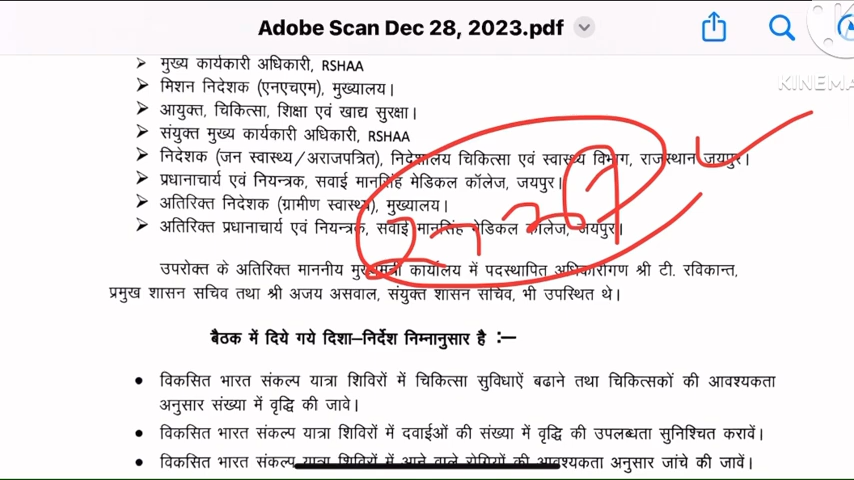 Adobe Scan Dec 28, 2023.pdf
KINEMA
➤ मुख्य कार्यकारी अधिकारी, RSHAA
➤ मिशन निदेशक (एनएचएम), मुख्यालय।
➤ आयुक्त, चिकित्सा, शिक्षा एवं खाद्य सुरक्षा।
➤ संयुक्त मुख्य कार्यकारी अधिकारी, RSHAA
➤ निदेशक (जन स्वास्थ्य/अराजपत्रित), निदेशालय चिकित्सा एवं स्वास्थ्य विभाग, राजस्थान जयपुर।
➤ प्रधानाचार्य एवं नियन्त्रक, सवाई मानसिंह मेडिकल कॉलेज, जयपुर।
➤ अतिरिक्त निदेशक (ग्रामीण स्वास्थ्य), मुख्यालय।
➤ अतिरिक्त प्रधानाचार्य एवं नियन्त्रक, सवाई मानसिंह मेडिकल कॉलेज, जयपुर।
उपरोक्त के अतिरिक्त माननीय मुख्यमंत्री कार्यालय में पदस्थापित अधिकारीगण श्री टी. रविकान्त,
प्रमुख शासन सचिव तथा श्री अजय असवाल, संयुक्त शासन सचिव, भी उपस्थित थे।
बैठक में दिये गये दिशा–निर्देश निम्नानुसार है :–
• विकसित भारत संकल्प यात्रा शिविरों में चिकित्सा सुविधाऐं बढाने तथा चिकित्सकों की आवश्यकता
अनुसार संख्या में वृद्धि की जावे।
• विकसित भारत संकल्प यात्रा शिविरों में दवाईओं की संख्या में वृद्धि की उपलब्धता सुनिश्चित करावें।
• विकसित भारत संकल्प यात्रा शिविरों में आने वाले रोगियों की आवश्यकता अनुसार जांचे की जावें।